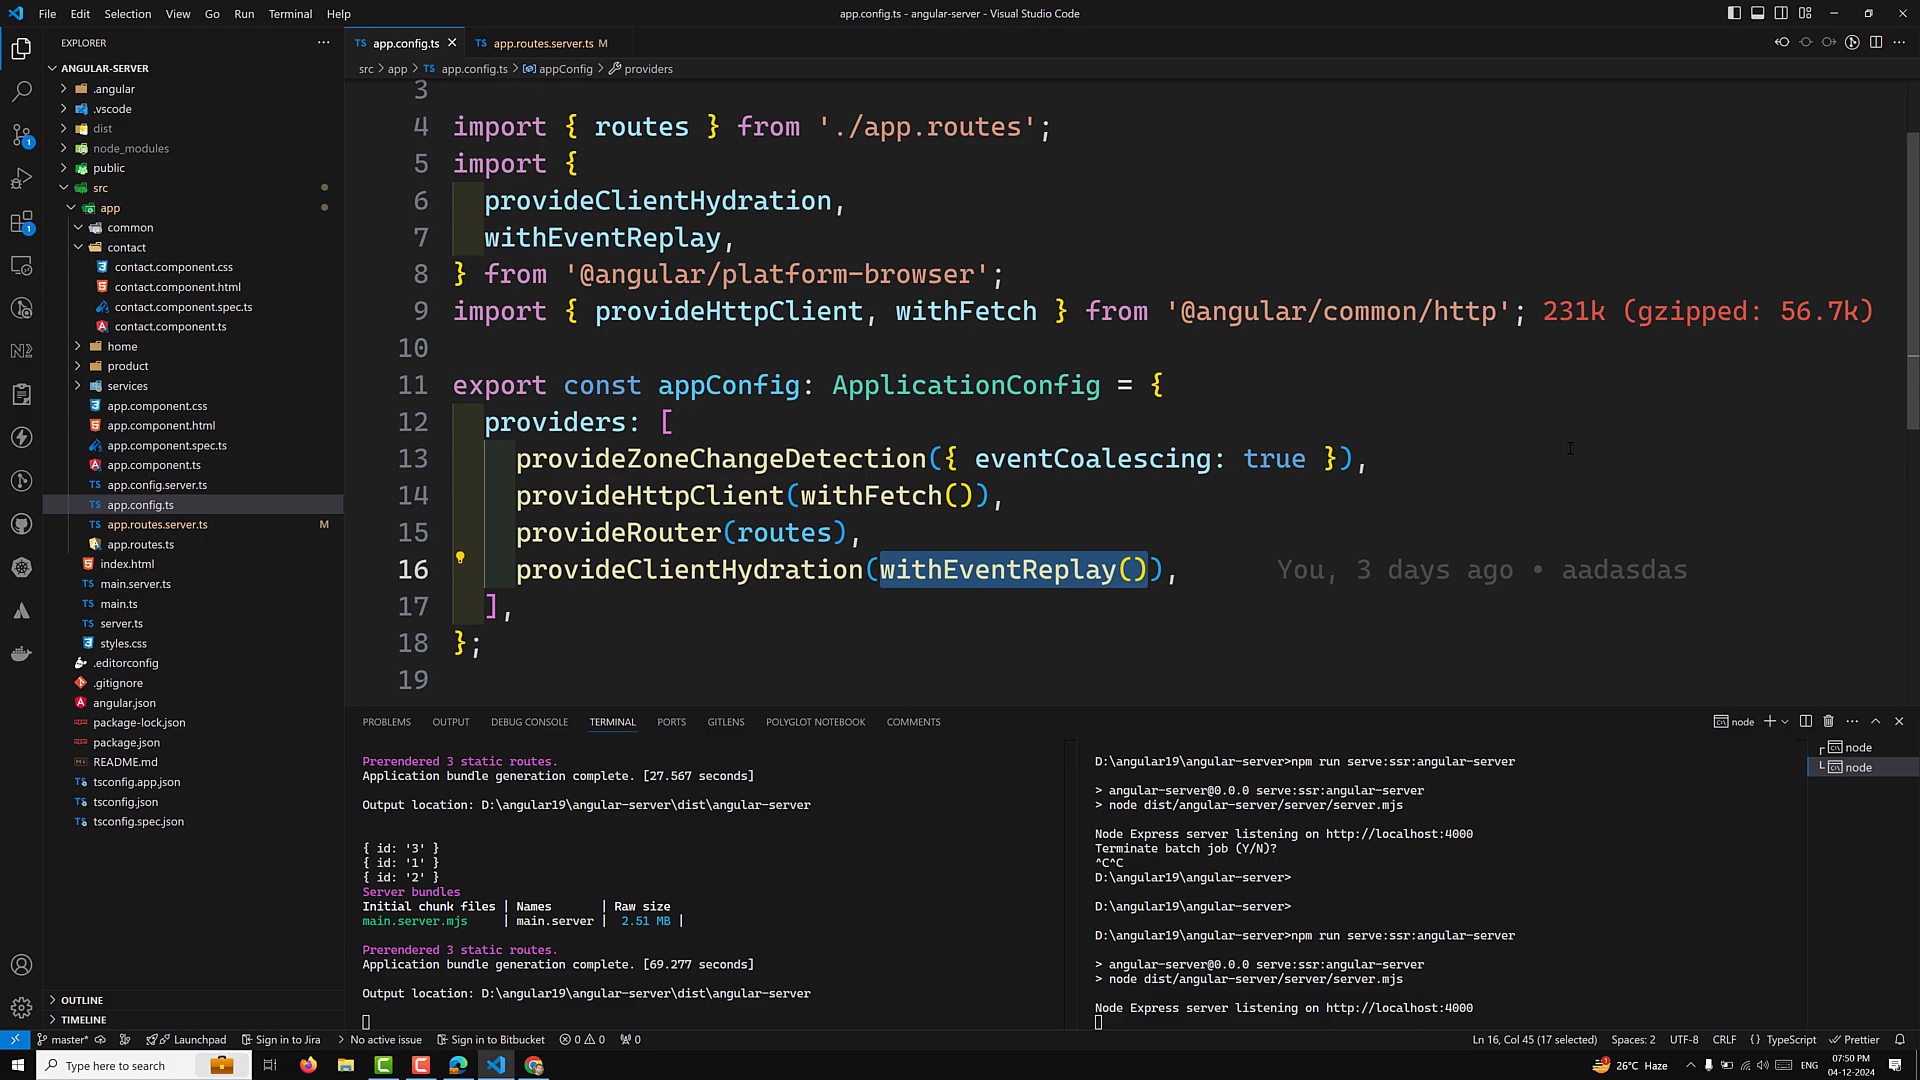 File Edit Selection View Go Run Terminal Help
app.config.ts - angular-server - Visual Studio Code
EXPLORER
ANGULAR-SERVER
.angular
.vscode
dist
node_modules
public
src
app
common
contact
contact.component.css
contact.component.html
contact.component.spec.ts
contact.component.ts
home
product
services
app.component.css
app.component.html
app.component.spec.ts
app.component.ts
app.config.server.ts
app.config.ts
app.routes.server.ts M
app.routes.ts
index.html
main.server.ts
main.ts
server.ts
styles.css
.editorconfig
.gitignore
angular.json
package-lock.json
package.json
README.md
tsconfig.app.json
tsconfig.json
tsconfig.spec.json
OUTLINE
TIMELINE
TS app.config.ts TS app.routes.server.ts M
src > app > TS app.config.ts > appConfig > providers
3
4 import { routes } from './app.routes';
5 import {
6 provideClientHydration,
7 withEventReplay,
8 } from '@angular/platform-browser';
9 import { provideHttpClient, withFetch } from '@angular/common/http'; 231k (gzipped: 56.7k)
10
11 export const appConfig: ApplicationConfig = {
12 providers: [
13 provideZoneChangeDetection({ eventCoalescing: true }),
14 provideHttpClient(withFetch()),
15 provideRouter(routes),
16 provideClientHydration(withEventReplay()), You, 3 days ago • aadasdas
17 ],
18 };
19
PROBLEMS OUTPUT DEBUG CONSOLE TERMINAL PORTS GITLENS POLYGLOT NOTEBOOK COMMENTS
node
Prerendered 3 static routes.
Application bundle generation complete. [27.567 seconds]
Output location: D:\angular19\angular-server\dist\angular-server
{ id: '3' }
{ id: '1' }
{ id: '2' }
Server bundles
Initial chunk files | Names | Raw size
main.server.mjs | main.server | 2.51 MB |
Prerendered 3 static routes.
Application bundle generation complete. [69.277 seconds]
Output location: D:\angular19\angular-server\dist\angular-server
D:\angular19\angular-server>npm run serve:ssr:angular-server
> angular-server@0.0.0 serve:ssr:angular-server
> node dist/angular-server/server/server.mjs
Node Express server listening on http://localhost:4000
Terminate batch job (Y/N)?
^C^C
D:\angular19\angular-server>
D:\angular19\angular-server>
D:\angular19\angular-server>npm run serve:ssr:angular-server
> angular-server@0.0.0 serve:ssr:angular-server
> node dist/angular-server/server/server.mjs
Node Express server listening on http://localhost:4000
node
node
master* Launchpad Sign in to Jira No active issue Sign in to Bitbucket 0 0 0
Ln 16, Col 45 (17 selected) Spaces: 2 UTF-8 CRLF {} TypeScript Prettier
Type here to search
26°C Haze ENG 07:50 PM
04-12-2024